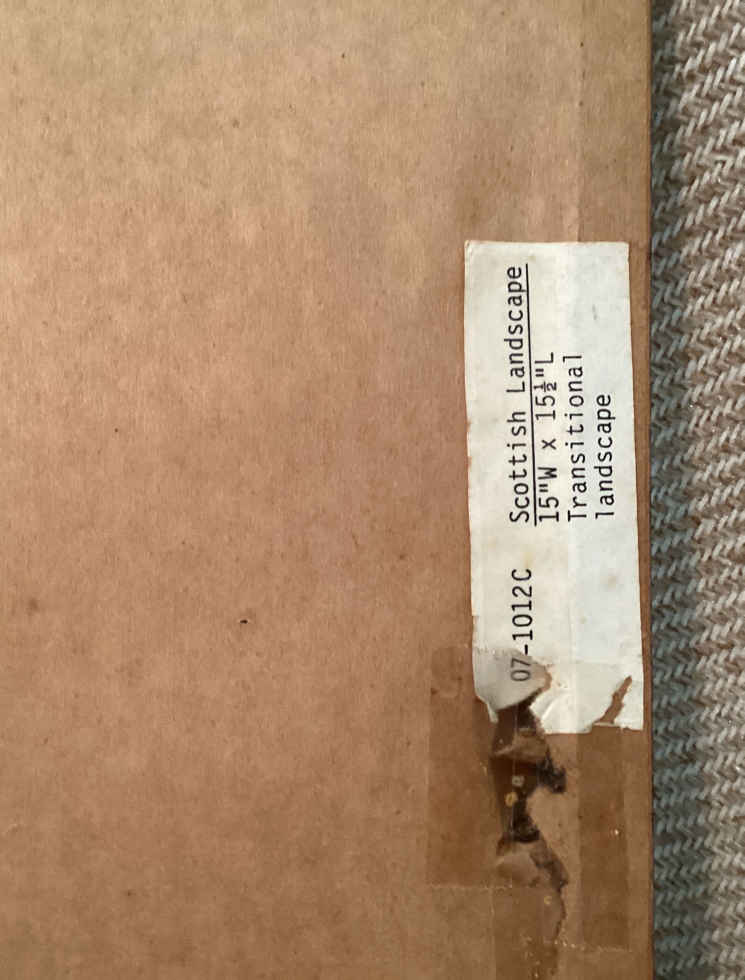 07-1012C Scottish Landscape
15"W x 15½"L
Transitional
landscape